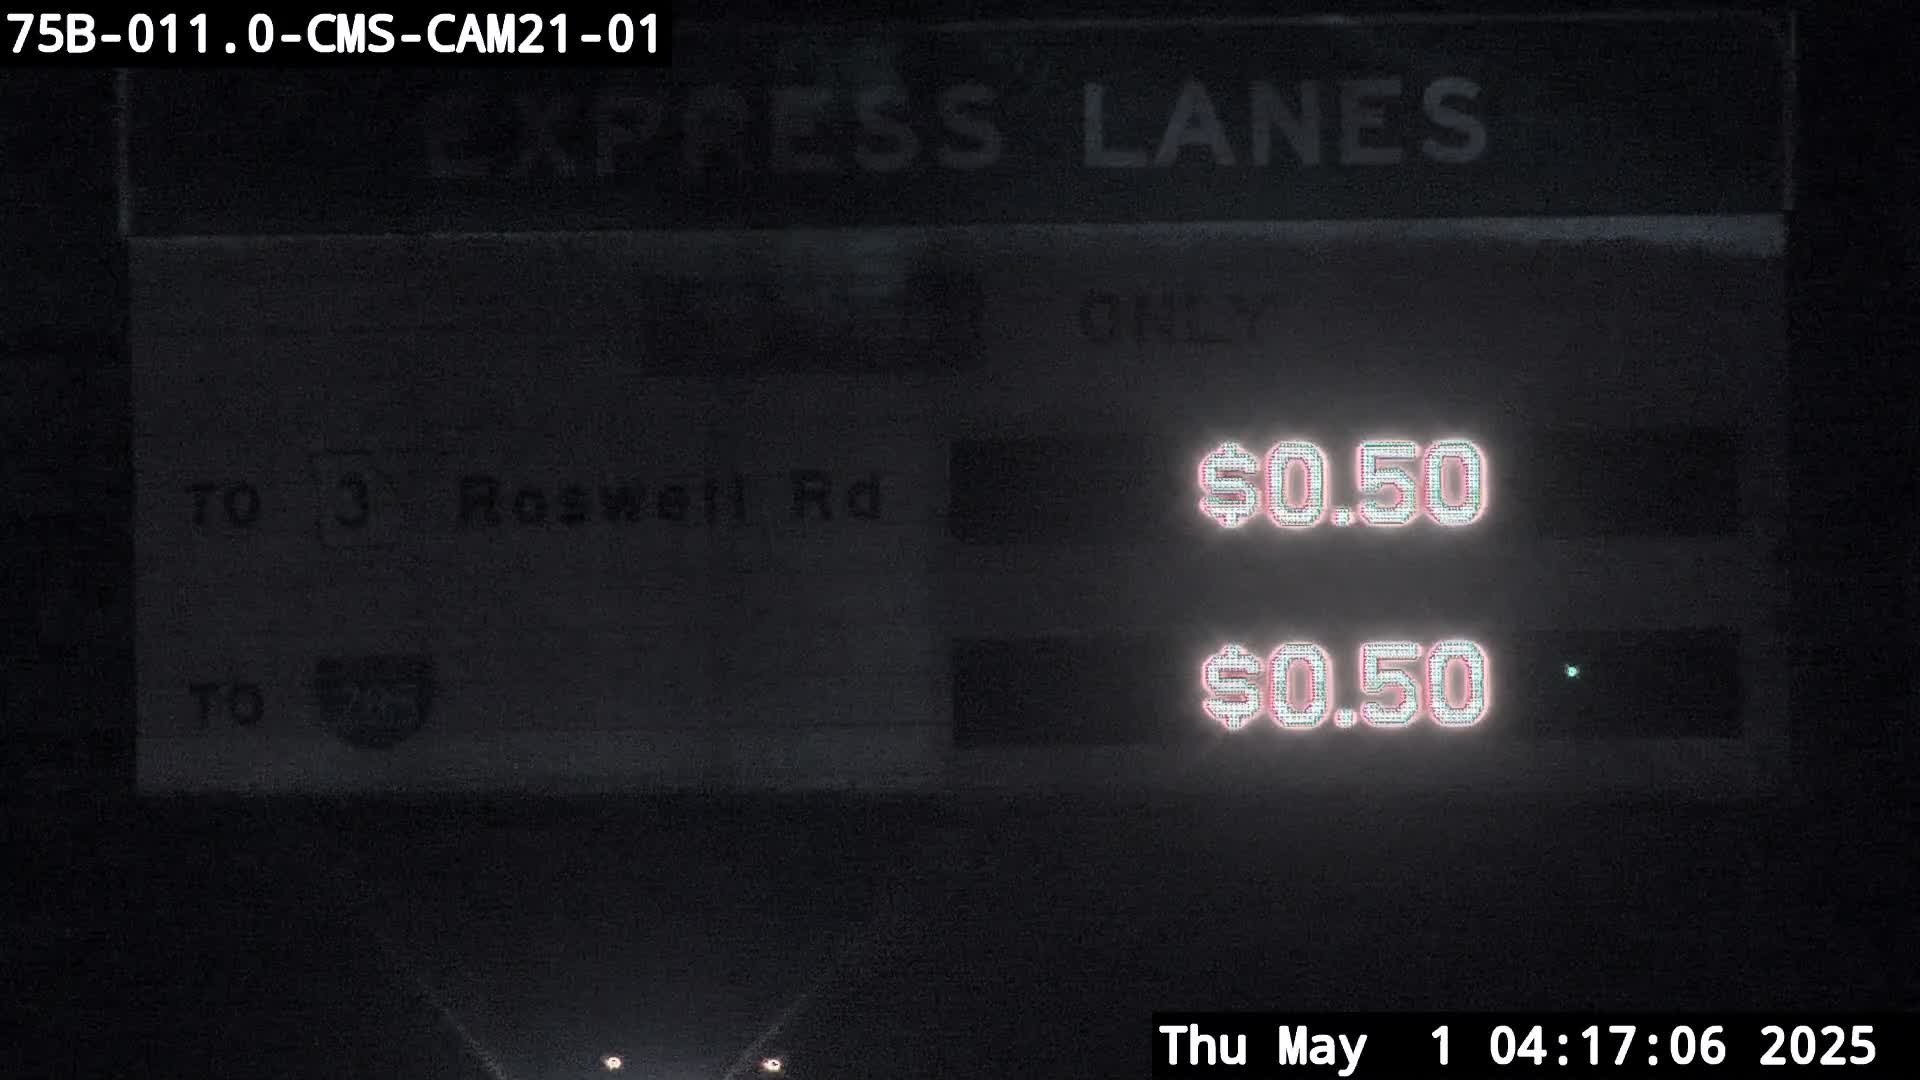 75B-011.0-CMS-CAM21-01
EXPRESS LANES
ONLY
TO 3 Roswell Rd $0.50
TO $0.50
Thu May 1 04:17:06 2025